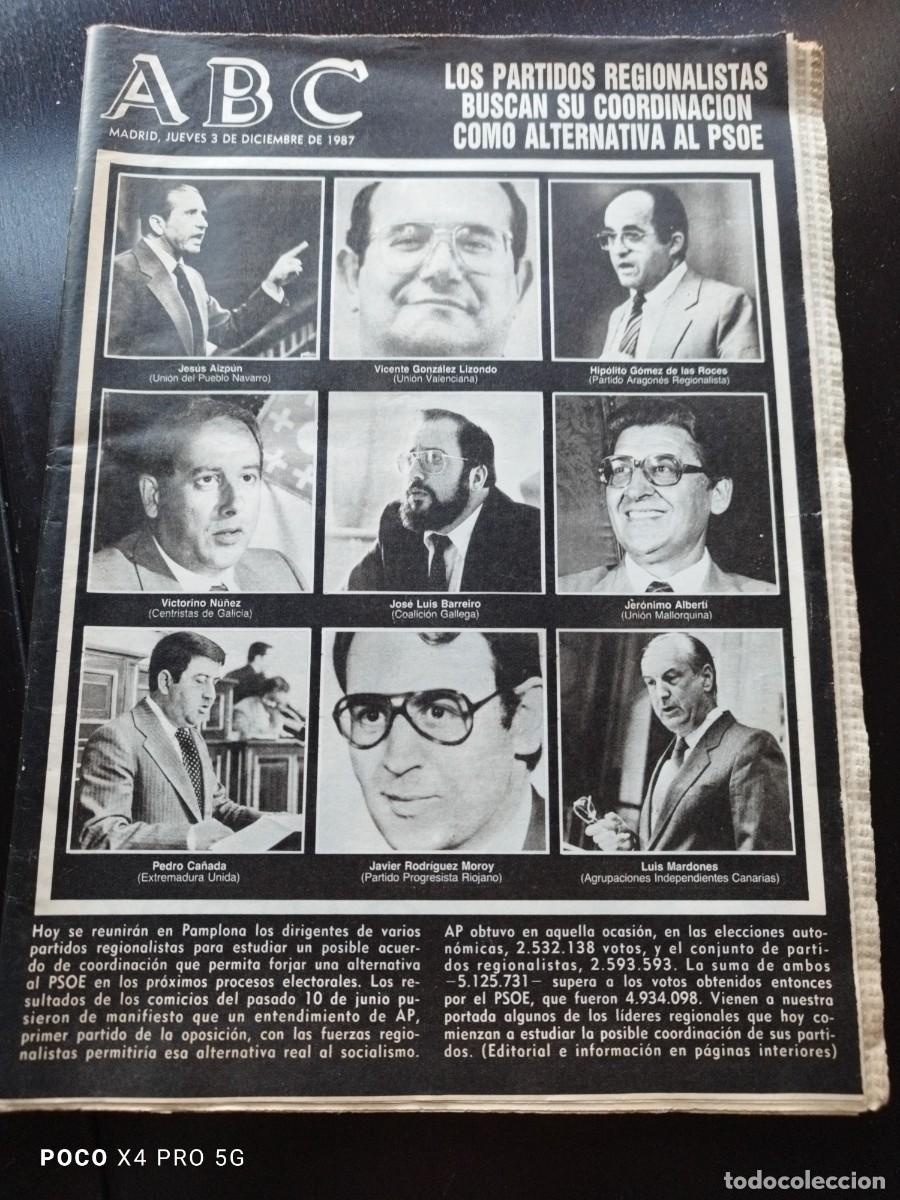 ABC
MADRID, JUEVES 3 DE DICIEMBRE DE 1987
LOS PARTIDOS REGIONALISTAS
BUSCAN SU COORDINACION
COMO ALTERNATIVA AL PSOE
Jesús Aizpún
(Unión del Pueblo Navarro)
Vicente González Lizondo
(Unión Valenciana)
Hipólito Gómez de las Roces
(Partido Aragonés Regionalista)
Victorino Núñez
(Centristas de Galicia)
José Luis Barreiro
(Coalición Gallega)
Jerónimo Albertí
(Unión Mallorquina)
Pedro Cañada
(Extremadura Unida)
Javier Rodríguez Moroy
(Partido Progresista Riojano)
Luis Mardones
(Agrupaciones Independientes Canarias)
Hoy se reunirán en Pamplona los dirigentes de varios
partidos regionalistas para estudiar un posible acuer-
do de coordinación que permita forjar una alternativa
al PSOE en los próximos procesos electorales. Los re-
sultados de los comicios del pasado 10 de junio pu-
sieron de manifiesto que un entendimiento de AP,
primer partido de la oposición, con las fuerzas regio-
nalistas permitiría esa alternativa real al socialismo.
AP obtuvo en aquella ocasión, en las elecciones auto-
nómicas, 2.532.138 votos, y el conjunto de parti-
dos regionalistas, 2.593.593. La suma de ambos
—5.125.731— supera a los votos obtenidos entonces
por el PSOE, que fueron 4.934.098. Vienen a nuestra
portada algunos de los líderes regionales que hoy co-
mienzan a estudiar la posible coordinación de sus parti-
dos. (Editorial e información en páginas interiores)
POCO X4 PRO 5G
todocoleccion